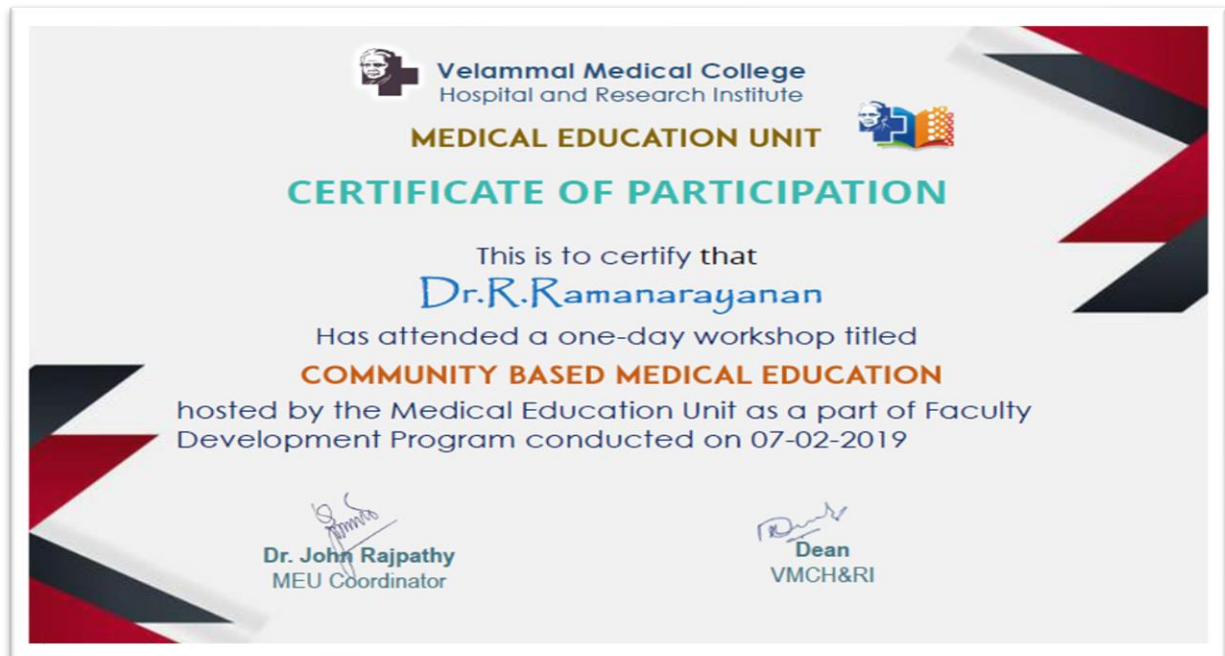 Velammal Medical College
Hospital and Research Institute
MEDICAL EDUCATION UNIT
CERTIFICATE OF PARTICIPATION
This is to certify that
Dr.R.Ramanarayanan
Has attended a one-day workshop titled
COMMUNITY BASED MEDICAL EDUCATION
hosted by the Medical Education Unit as a part of Faculty
Development Program conducted on 07-02-2019
Dr. John Rajpathy
MEU Coordinator
Dean
VMCH&RI